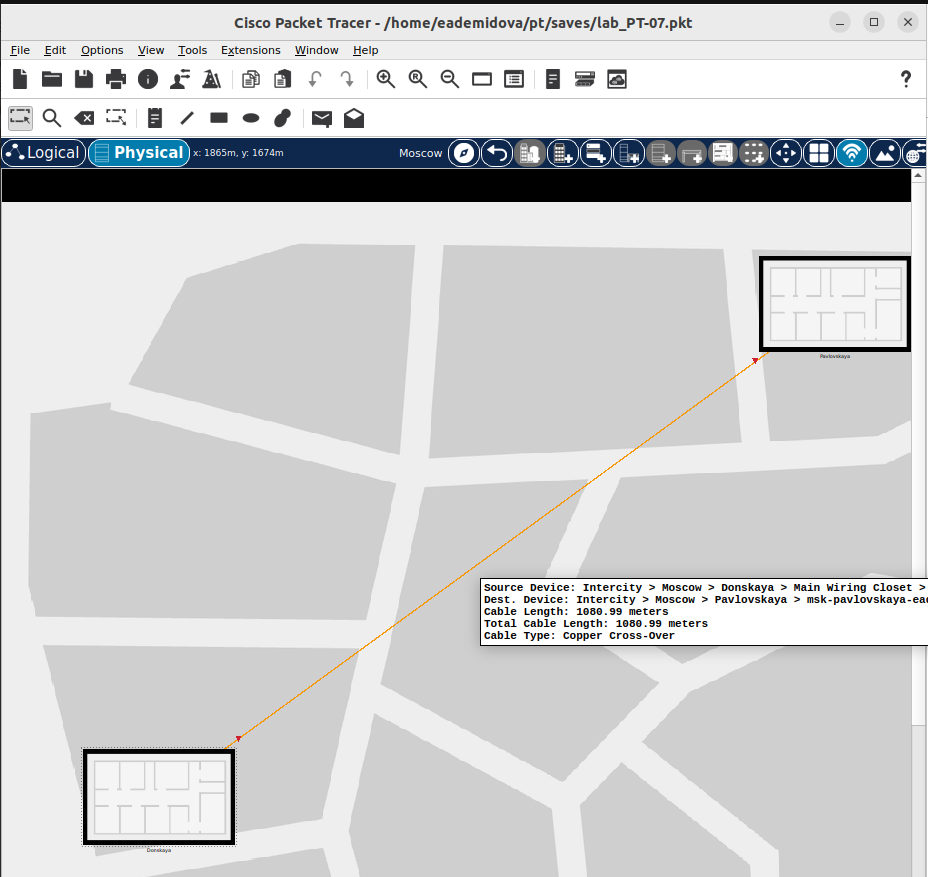 Cisco Packet Tracer - /home/eademidova/pt/saves/lab_PT-07.pkt
File Edit Options View Tools Extensions Window Help
Logical Physical x: 1865m, y: 1674m Moscow
Pavlovskaya
Source Device: Intercity > Moscow > Donskaya > Main Wiring Closet >
Dest. Device: Intercity > Moscow > Pavlovskaya > msk-pavlovskaya-ead
Cable Length: 1080.99 meters
Total Cable Length: 1080.99 meters
Cable Type: Copper Cross-Over
Donskaya